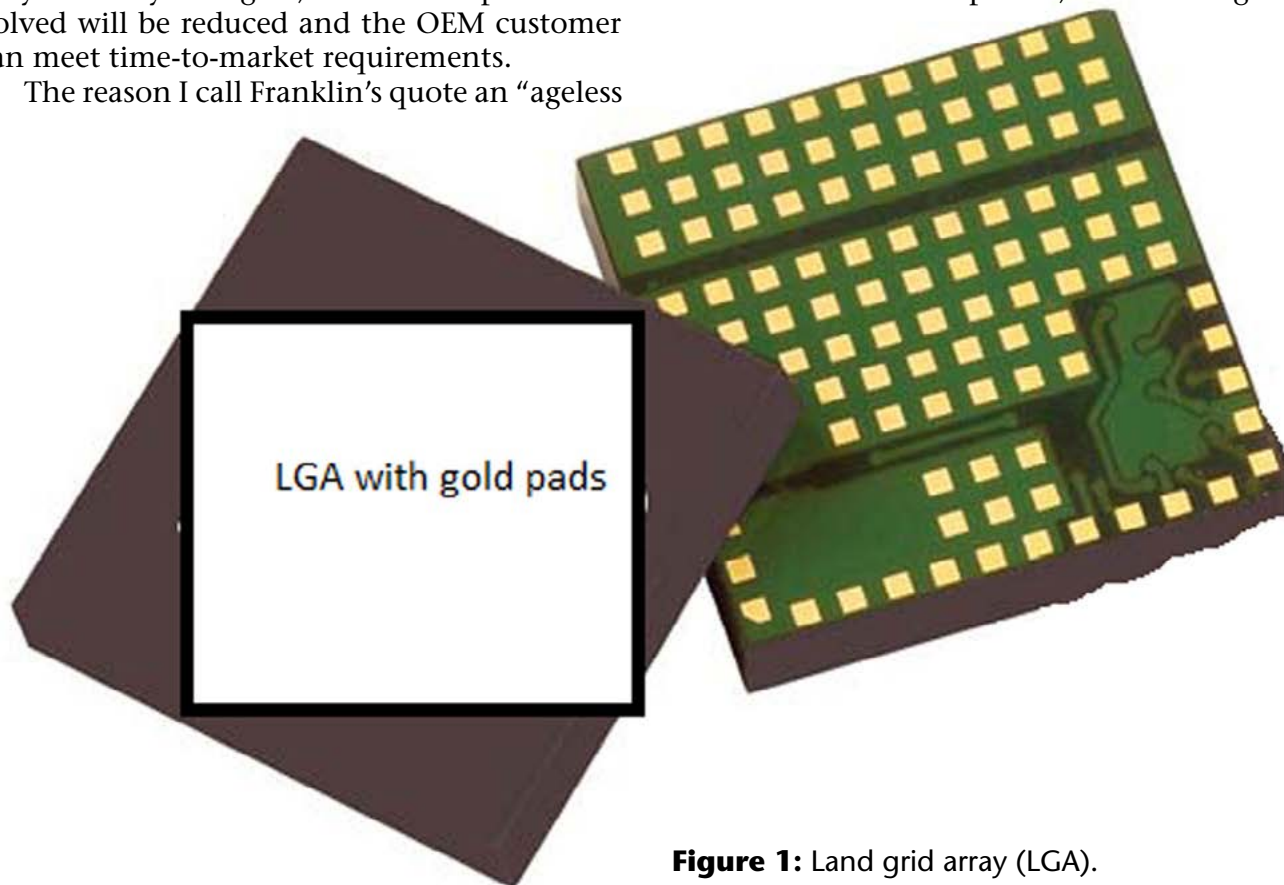 olved will be reduced and the OEM customer
an meet time-to-market requirements.
The reason I call Franklin’s quote an “ageless
LGA with gold pads
Figure 1: Land grid array (LGA).